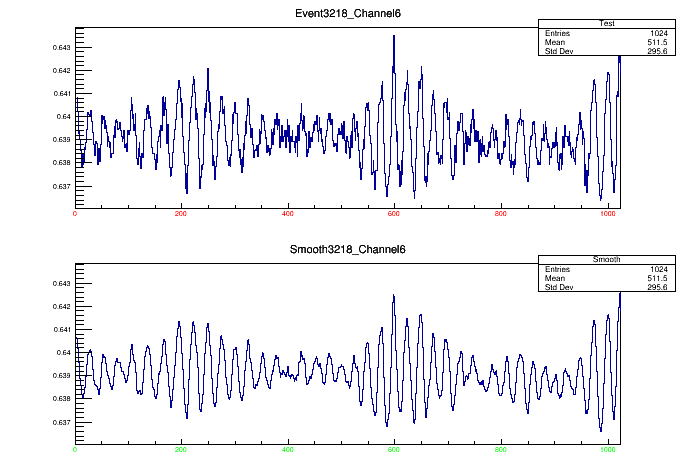 Event3218_Channel6
Test
Entries 1024
Mean 511.5
Std Dev 295.6
0.643
0.642
0.641
0.64
0.639
0.638
0.637
0 200 400 600 800 1000
Smooth3218_Channel6
Smooth
Entries 1024
Mean 511.5
Std Dev 295.6
0.643
0.642
0.641
0.64
0.639
0.638
0.637
0 200 400 600 800 1000